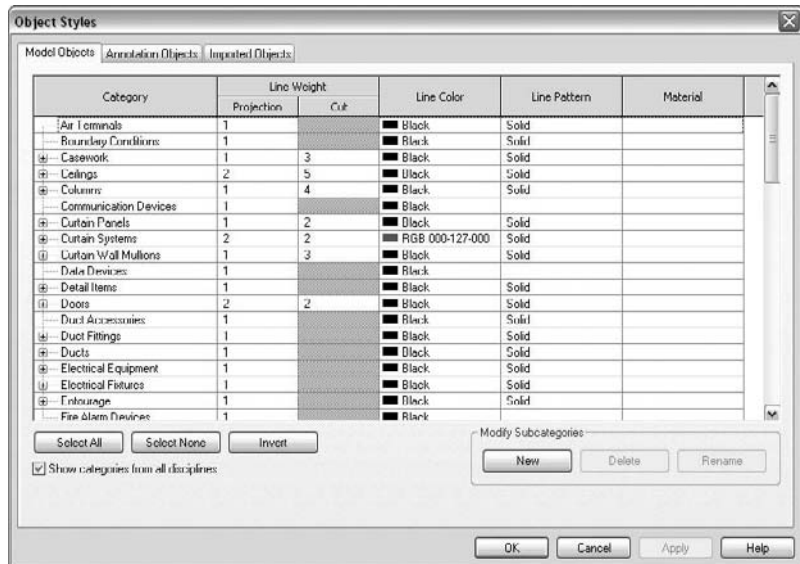 Object Styles
Model Objects Annotation Objects Imported Objects
Category Line Weight Line Color Line Pattern Material
Projection Cut
Air Terminals 1 Black Solid
Boundary Conditions 1 Black Solid
Casework 1 3 Black Solid
Ceilings 2 5 Black Solid
Columns 1 4 Black Solid
Communication Devices 1 Black
Curtain Panels 1 2 Black Solid
Curtain Systems 2 2 RGB 000-127-000 Solid
Curtain Wall Mullions 1 3 Black Solid
Data Devices 1 Black
Detail Items 1 Black Solid
Doors 2 2 Black Solid
Duct Accessories 1 Black Solid
Duct Fittings 1 Black Solid
Ducts 1 Black Solid
Electrical Equipment 1 Black Solid
Electrical Fixtures 1 Black Solid
Entourage 1 Black Solid
Fire Alarm Devices 1 Black
Select All Select None Invert
Modify Subcategories
New Delete Rename
Show categories from all disciplines
OK Cancel Apply Help